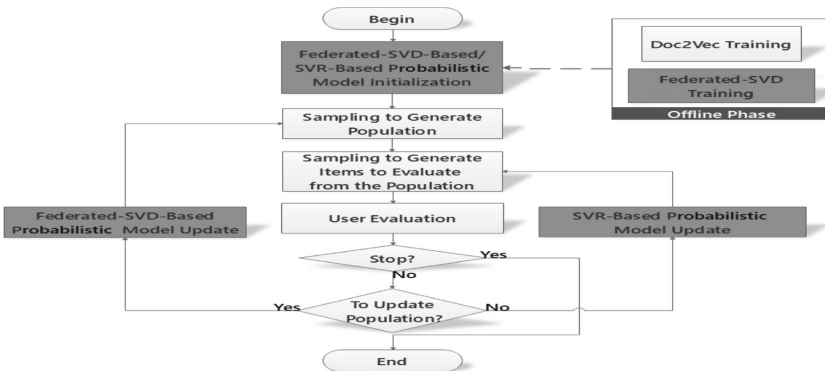 Begin
Federated-SVD-Based/
SVR-Based Probabilistic
Model Initialization
Doc2Vec Training
Federated-SVD
Training
Offline Phase
Sampling to Generate
Population
Sampling to Generate
Items to Evaluate
from the Population
Federated-SVD-Based
Probabilistic Model Update
User Evaluation
SVR-Based Probabilistic
Model Update
Stop?
Yes
No
Yes
To Update
Population?
No
End